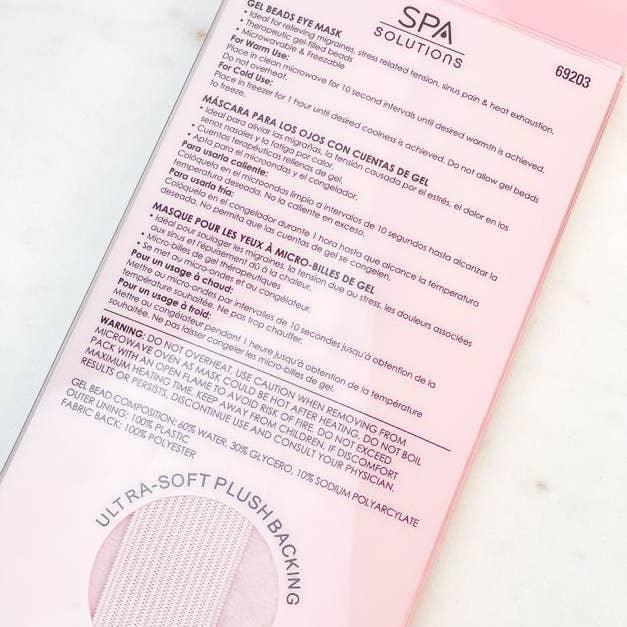 SPA
SOLUTIONS
69203
GEL BEADS EYE MASK
• Ideal for relieving migraines, stress related tension, sinus pain & heat exhaustion.
• Therapeutic gel-filled beads
• Microwavable & Freezable
For Warm Use:
Place in clean microwave for 10 second intervals until desired warmth is achieved.
Do not overheat.
For Cold Use:
Place in freezer for 1 hour until desired coolness is achieved. Do not allow gel beads
to freeze.
MÁSCARA PARA LOS OJOS CON CUENTAS DE GEL
• Ideal para aliviar las migrañas, la tensión causada por el estrés, el dolor en los
senos nasales y la fatiga por calor.
• Cuentas terapéuticas rellenas de gel.
• Apta para el microondas y el congelador.
Para usarla caliente:
Colóquela en el microondas limpio a intervalos de 10 segundos hasta alcanzar la
temperatura deseada. No la caliente en exceso.
Para usarla fría:
Colóquela en el congelador durante 1 hora hasta que alcance la temperatura
deseada. No permita que las cuentas de gel se congelen.
MASQUE POUR LES YEUX À MICRO-BILLES DE GEL
• Idéal pour soulager les migraines, la tension due au stress, les douleurs associées
aux sinus et l'épuisement dû à la chaleur.
• Micro-billes de gel thérapeutiques
• Se met au micro-ondes et au congélateur.
Pour un usage à chaud:
Mettre au micro-ondes par intervalles de 10 secondes jusqu'à obtention de la
température souhaitée. Ne pas trop chauffer.
Pour un usage à froid:
Mettre au congélateur pendant 1 heure jusqu'à obtention de la température
souhaitée. Ne pas laisser congeler les micro-billes de gel.
WARNING: DO NOT OVERHEAT. USE CAUTION WHEN REMOVING FROM
MICROWAVE OVEN AS MASK COULD BE HOT AFTER HEATING. DO NOT BOIL
PACK WITH AN OPEN FLAME TO AVOID RISK OF FIRE. DO NOT EXCEED
MAXIMUM HEATING TIME. KEEP AWAY FROM CHILDREN. IF DISCOMFORT
RESULTS OR PERSISTS, DISCONTINUE USE AND CONSULT YOUR PHYSICIAN.
GEL BEAD COMPOSITION: 60% WATER, 30% GLYCERO, 10% SODIUM POLYARCYLATE
OUTER LINING: 100% PLASTIC
FABRIC BACK: 100% POLYESTER
ULTRA-SOFT PLUSH BACKING